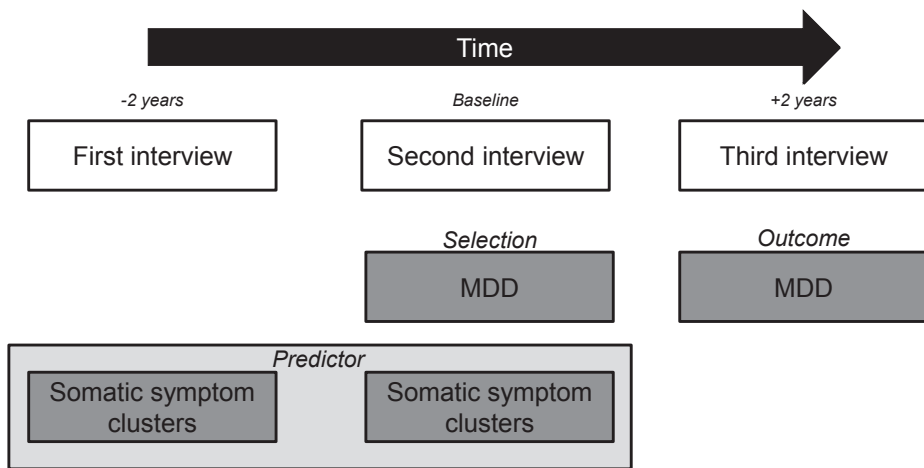 Time
-2 years
Baseline
+2 years
First interview
Second interview
Third interview
Selection
Outcome
MDD
MDD
Predictor
Somatic symptom
clusters
Somatic symptom
clusters